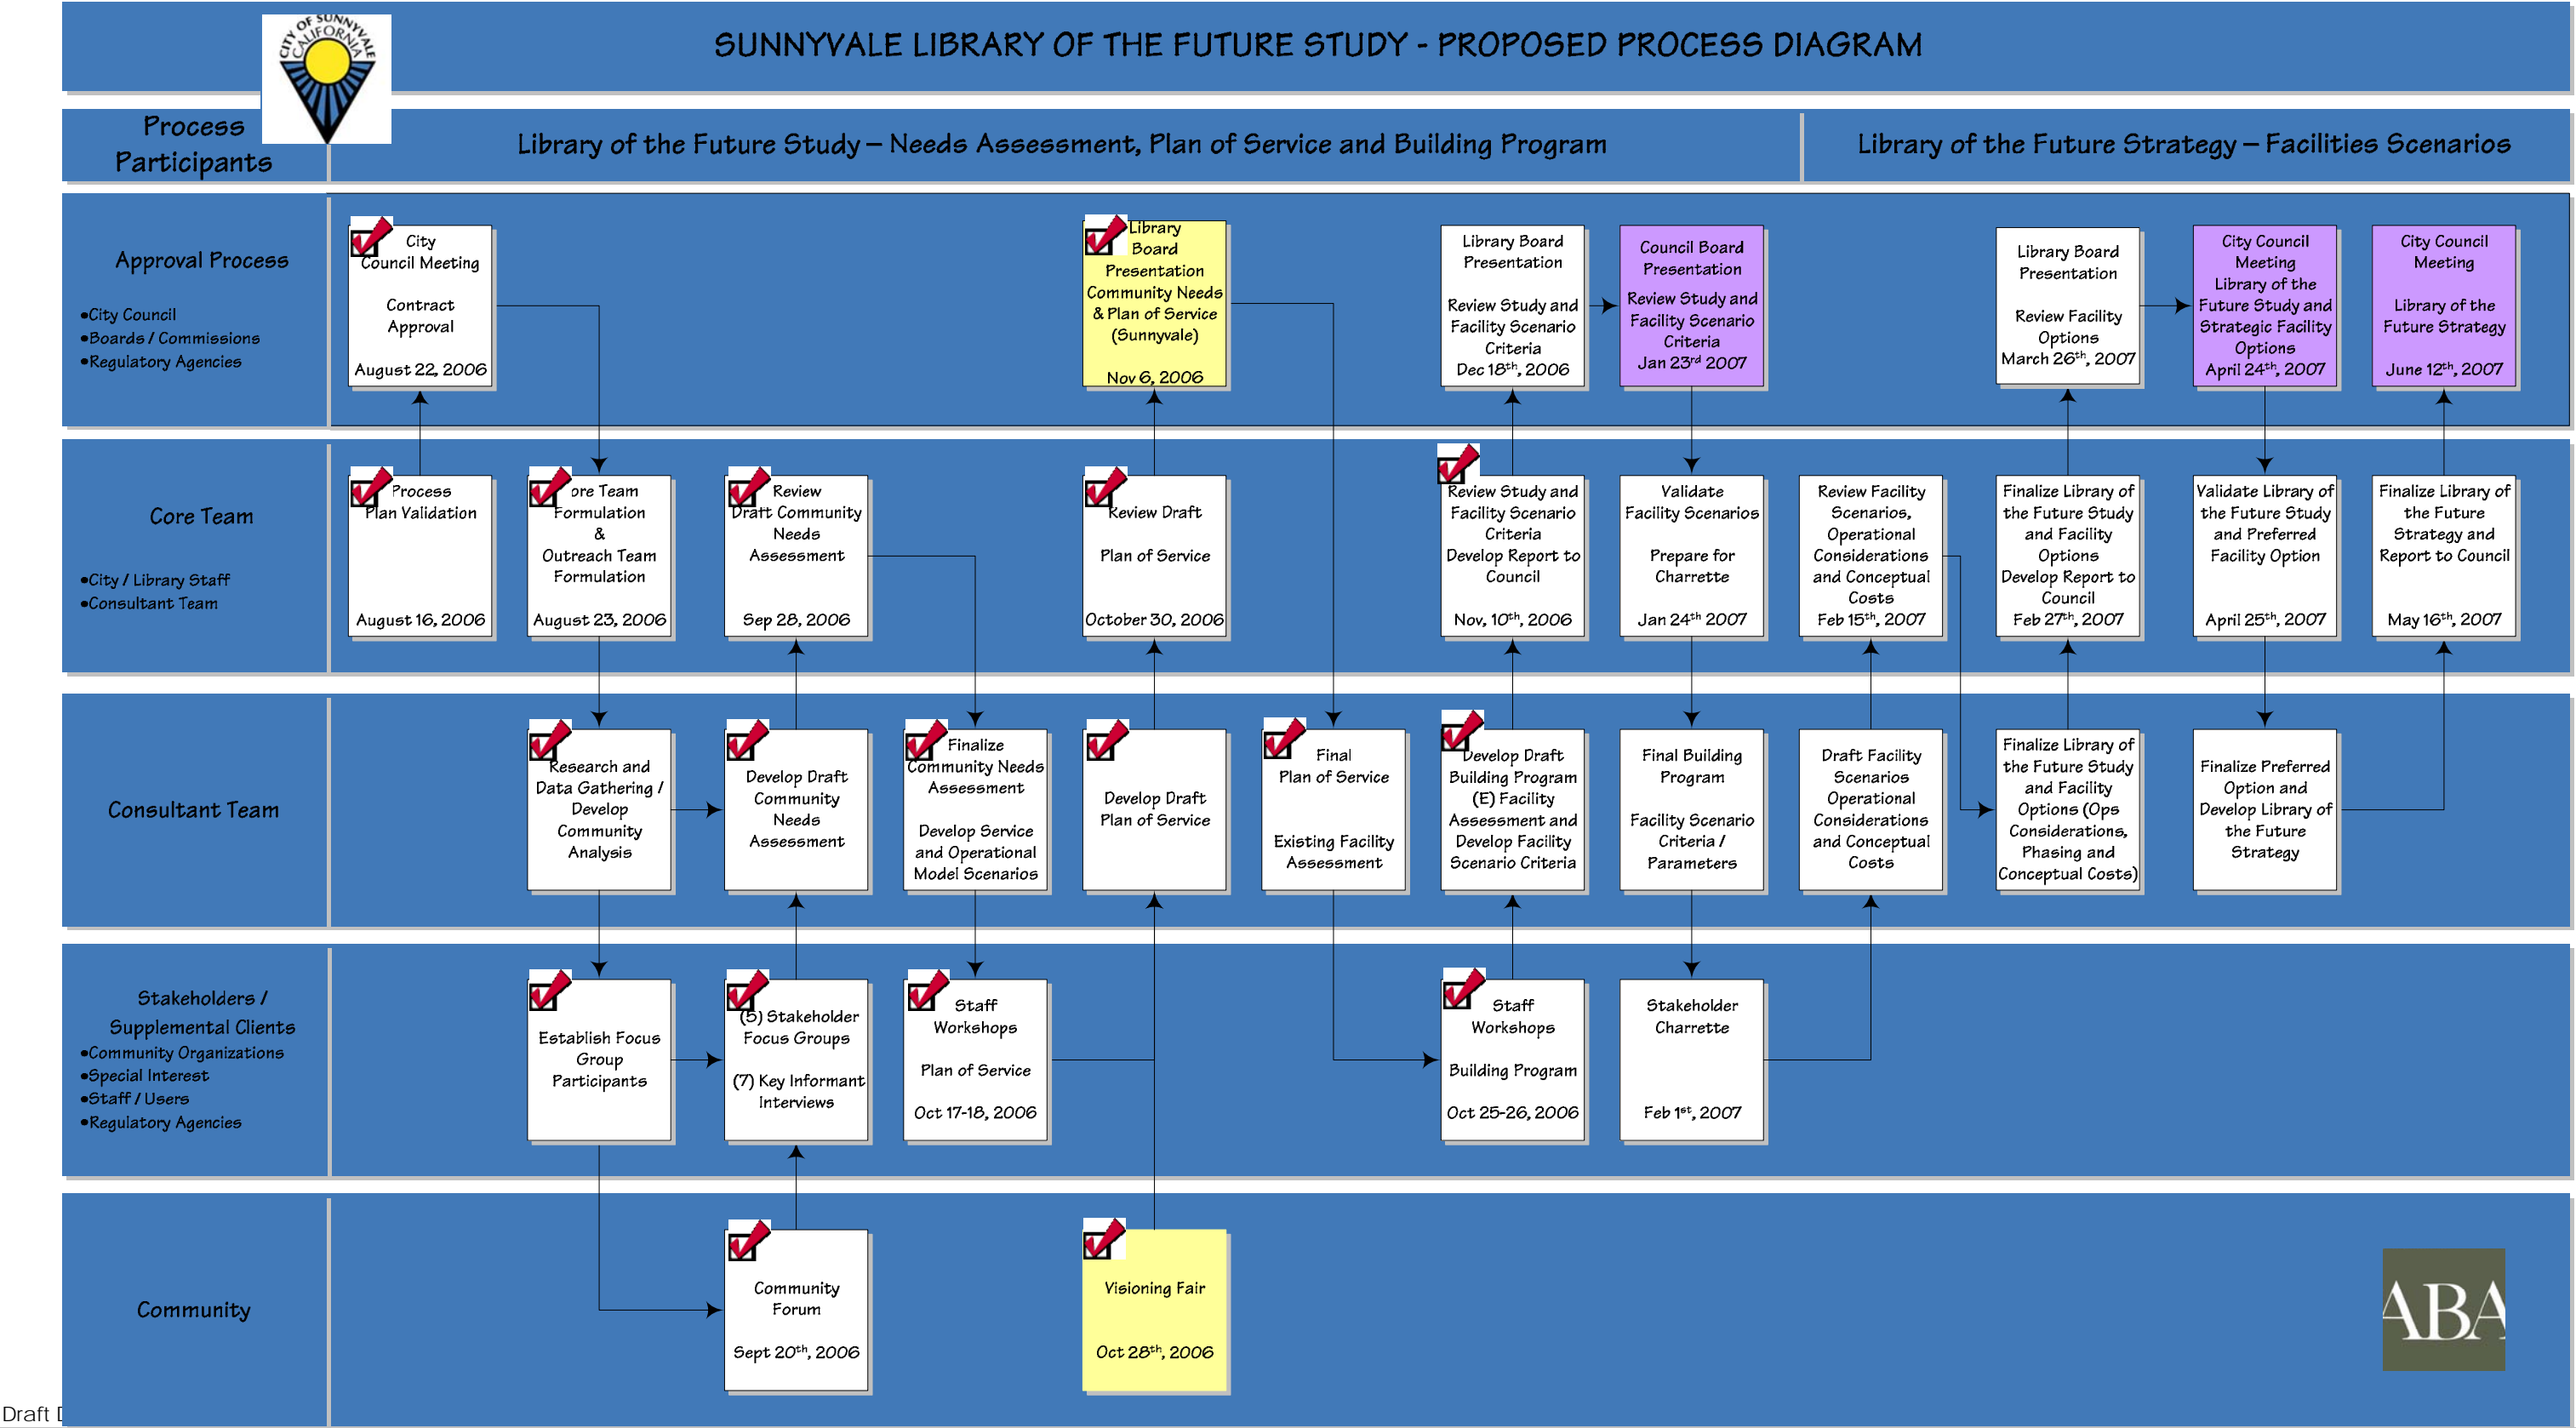 CITY OF SUNNYVALE
CALIFORNIA
SUNNYVALE LIBRARY OF THE FUTURE STUDY - PROPOSED PROCESS DIAGRAM
Process
Participants
Library of the Future Study – Needs Assessment, Plan of Service and Building Program
Library of the Future Strategy – Facilities Scenarios
Approval Process
•City Council
•Boards / Commissions
•Regulatory Agencies
City
Council Meeting
Contract
Approval
August 22, 2006
Library
Board
Presentation
Community Needs
& Plan of Service
(Sunnyvale)
Nov 6, 2006
Library Board
Presentation
Review Study and
Facility Scenario
Criteria
Dec 18th, 2006
Council Board
Presentation
Review Study and
Facility Scenario
Criteria
Jan 23rd 2007
Library Board
Presentation
Review Facility
Options
March 26th, 2007
City Council
Meeting
Library of the
Future Study and
Strategic Facility
Options
April 24th, 2007
City Council
Meeting
Library of the
Future Strategy
June 12th, 2007
Core Team
•City / Library Staff
•Consultant Team
Process
Plan Validation
August 16, 2006
ore Team
Formulation
&
Outreach Team
Formulation
August 23, 2006
Review
Draft Community
Needs
Assessment
Sep 28, 2006
Review Draft
Plan of Service
October 30, 2006
Review Study and
Facility Scenario
Criteria
Develop Report to
Council
Nov, 10th, 2006
Validate
Facility Scenarios
Prepare for
Charrette
Jan 24th 2007
Review Facility
Scenarios,
Operational
Considerations
and Conceptual
Costs
Feb 15th, 2007
Finalize Library of
the Future Study
and Facility
Options
Develop Report to
Council
Feb 27th, 2007
Validate Library of
the Future Study
and Preferred
Facility Option
April 25th, 2007
Finalize Library of
the Future
Strategy and
Report to Council
May 16th, 2007
Consultant Team
Research and
Data Gathering /
Develop
Community
Analysis
Develop Draft
Community
Needs
Assessment
Finalize
Community Needs
Assessment
Develop Service
and Operational
Model Scenarios
Develop Draft
Plan of Service
Final
Plan of Service
Existing Facility
Assessment
Develop Draft
Building Program
(E) Facility
Assessment and
Develop Facility
Scenario Criteria
Final Building
Program
Facility Scenario
Criteria /
Parameters
Draft Facility
Scenarios
Operational
Considerations
and Conceptual
Costs
Finalize Library of
the Future Study
and Facility
Options (Ops
Considerations,
Phasing and
Conceptual Costs)
Finalize Preferred
Option and
Develop Library of
the Future
Strategy
Stakeholders /
Supplemental Clients
•Community Organizations
•Special Interest
•Staff / Users
•Regulatory Agencies
Establish Focus
Group
Participants
(5) Stakeholder
Focus Groups
(7) Key Informant
Interviews
Staff
Workshops
Plan of Service
Oct 17-18, 2006
Staff
Workshops
Building Program
Oct 25-26, 2006
Stakeholder
Charrette
Feb 1st, 2007
Community
Community
Forum
Sept 20th, 2006
Visioning Fair
Oct 28th, 2006
ABA
Draft